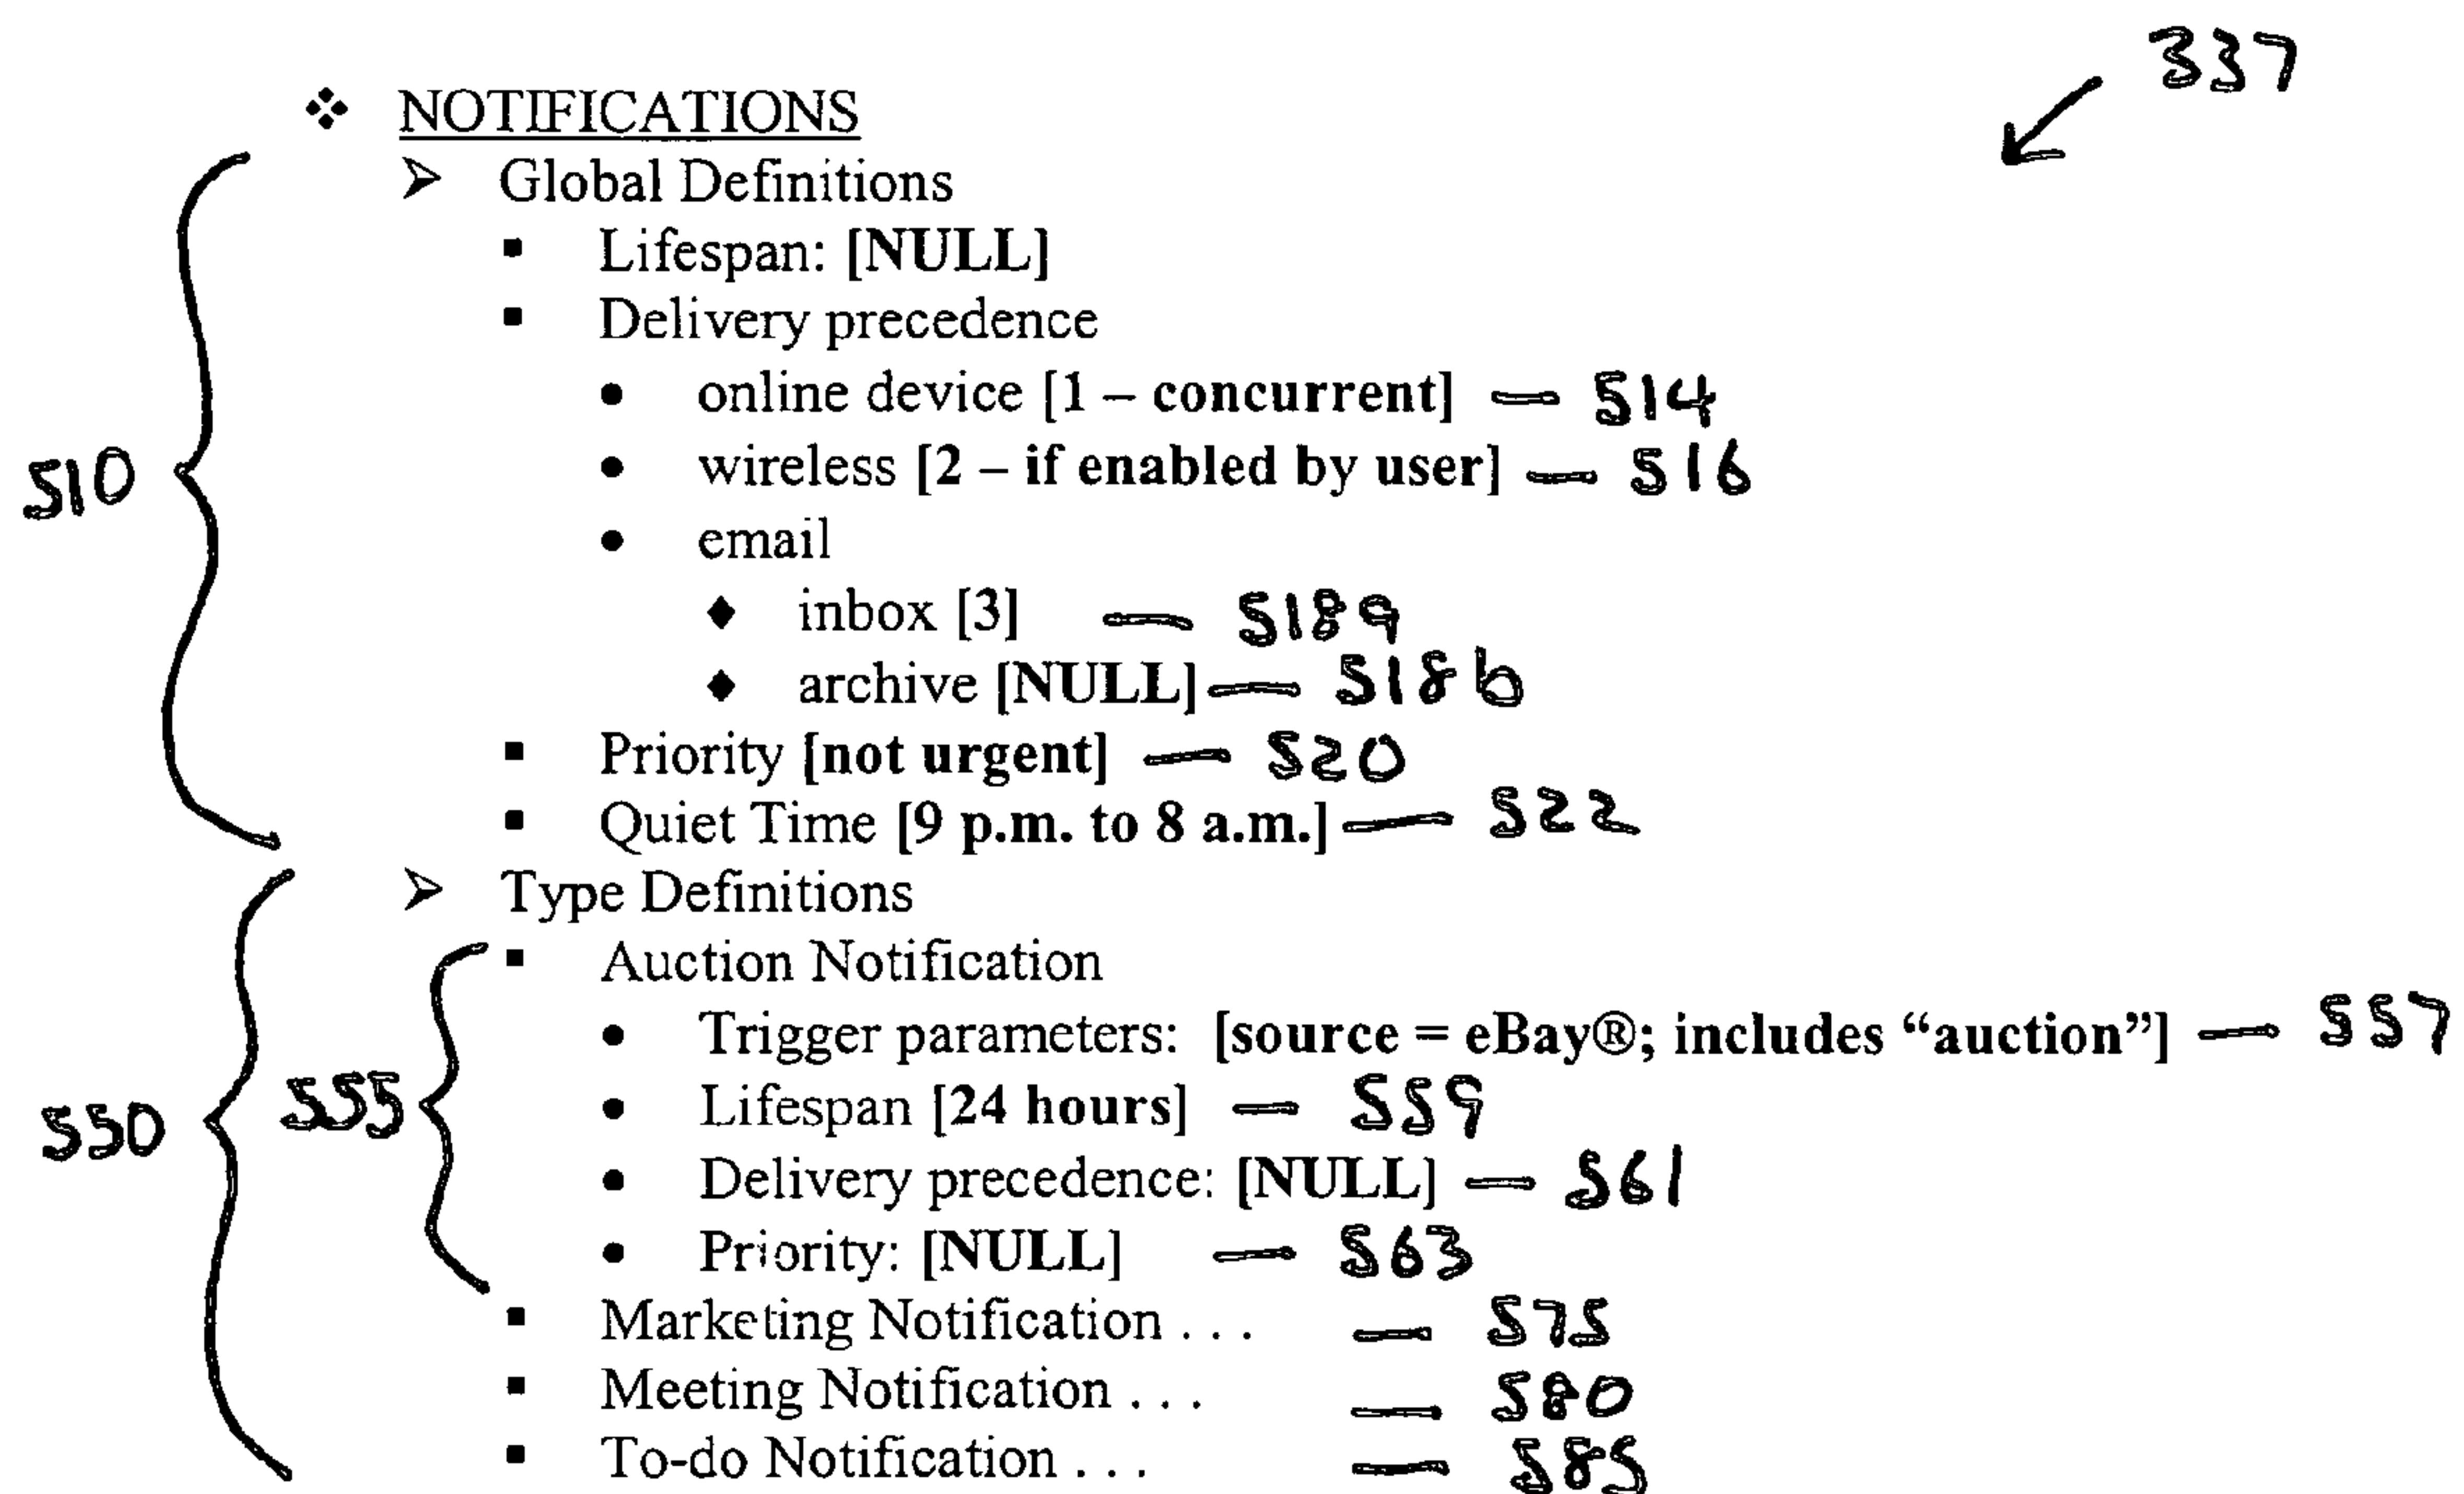 337
❖ NOTIFICATIONS
➢ Global Definitions
▪ Lifespan: [NULL]
▪ Delivery precedence
• online device [1 – concurrent] — 514
• wireless [2 – if enabled by user] — 516
510
• email
◆ inbox [3] — 518a
◆ archive [NULL] — 518b
▪ Priority [not urgent] — 520
▪ Quiet Time [9 p.m. to 8 a.m.] — 522
➢ Type Definitions
▪ Auction Notification
• Trigger parameters: [source = eBay®; includes “auction”] — 557
550 555 • Lifespan [24 hours] — 559
• Delivery precedence: [NULL] — 561
• Priority: [NULL] — 563
▪ Marketing Notification . . . — 575
▪ Meeting Notification . . . — 580
▪ To-do Notification . . . — 585